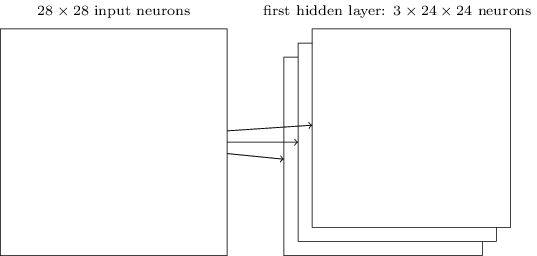 28 × 28 input neurons
first hidden layer: 3 × 24 × 24 neurons